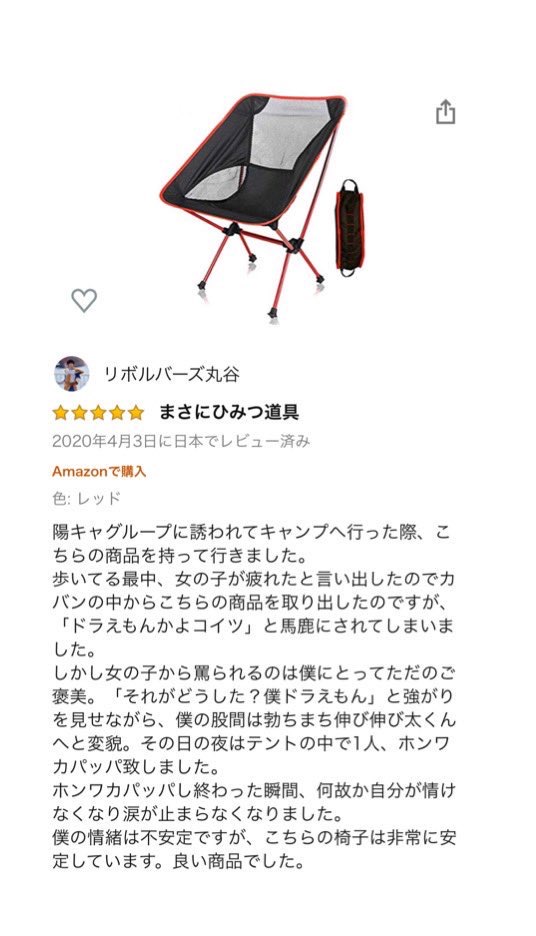 リボルバーズ丸谷
まさにひみつ道具
2020年4月3日に日本でレビュー済み
Amazonで購入
色: レッド
陽キャグループに誘われてキャンプへ行った際、こ
ちらの商品を持って行きました。
歩いてる最中、女の子が疲れたと言い出したのでカ
バンの中からこちらの商品を取り出したのですが、
「ドラえもんかよコイツ」と馬鹿にされてしまいま
した。
しかし女の子から罵られるのは僕にとってただのご
褒美。「それがどうした？僕ドラえもん」と強がり
を見せながら、僕の股間は勃ちまち伸び伸び太くん
へと変貌。その日の夜はテントの中で1人、ホンワ
カパッパ致しました。
ホンワカパッパし終わった瞬間、何故か自分が情け
なくなり涙が止まらなくなりました。
僕の情緒は不安定ですが、こちらの椅子は非常に安
定しています。良い商品でした。